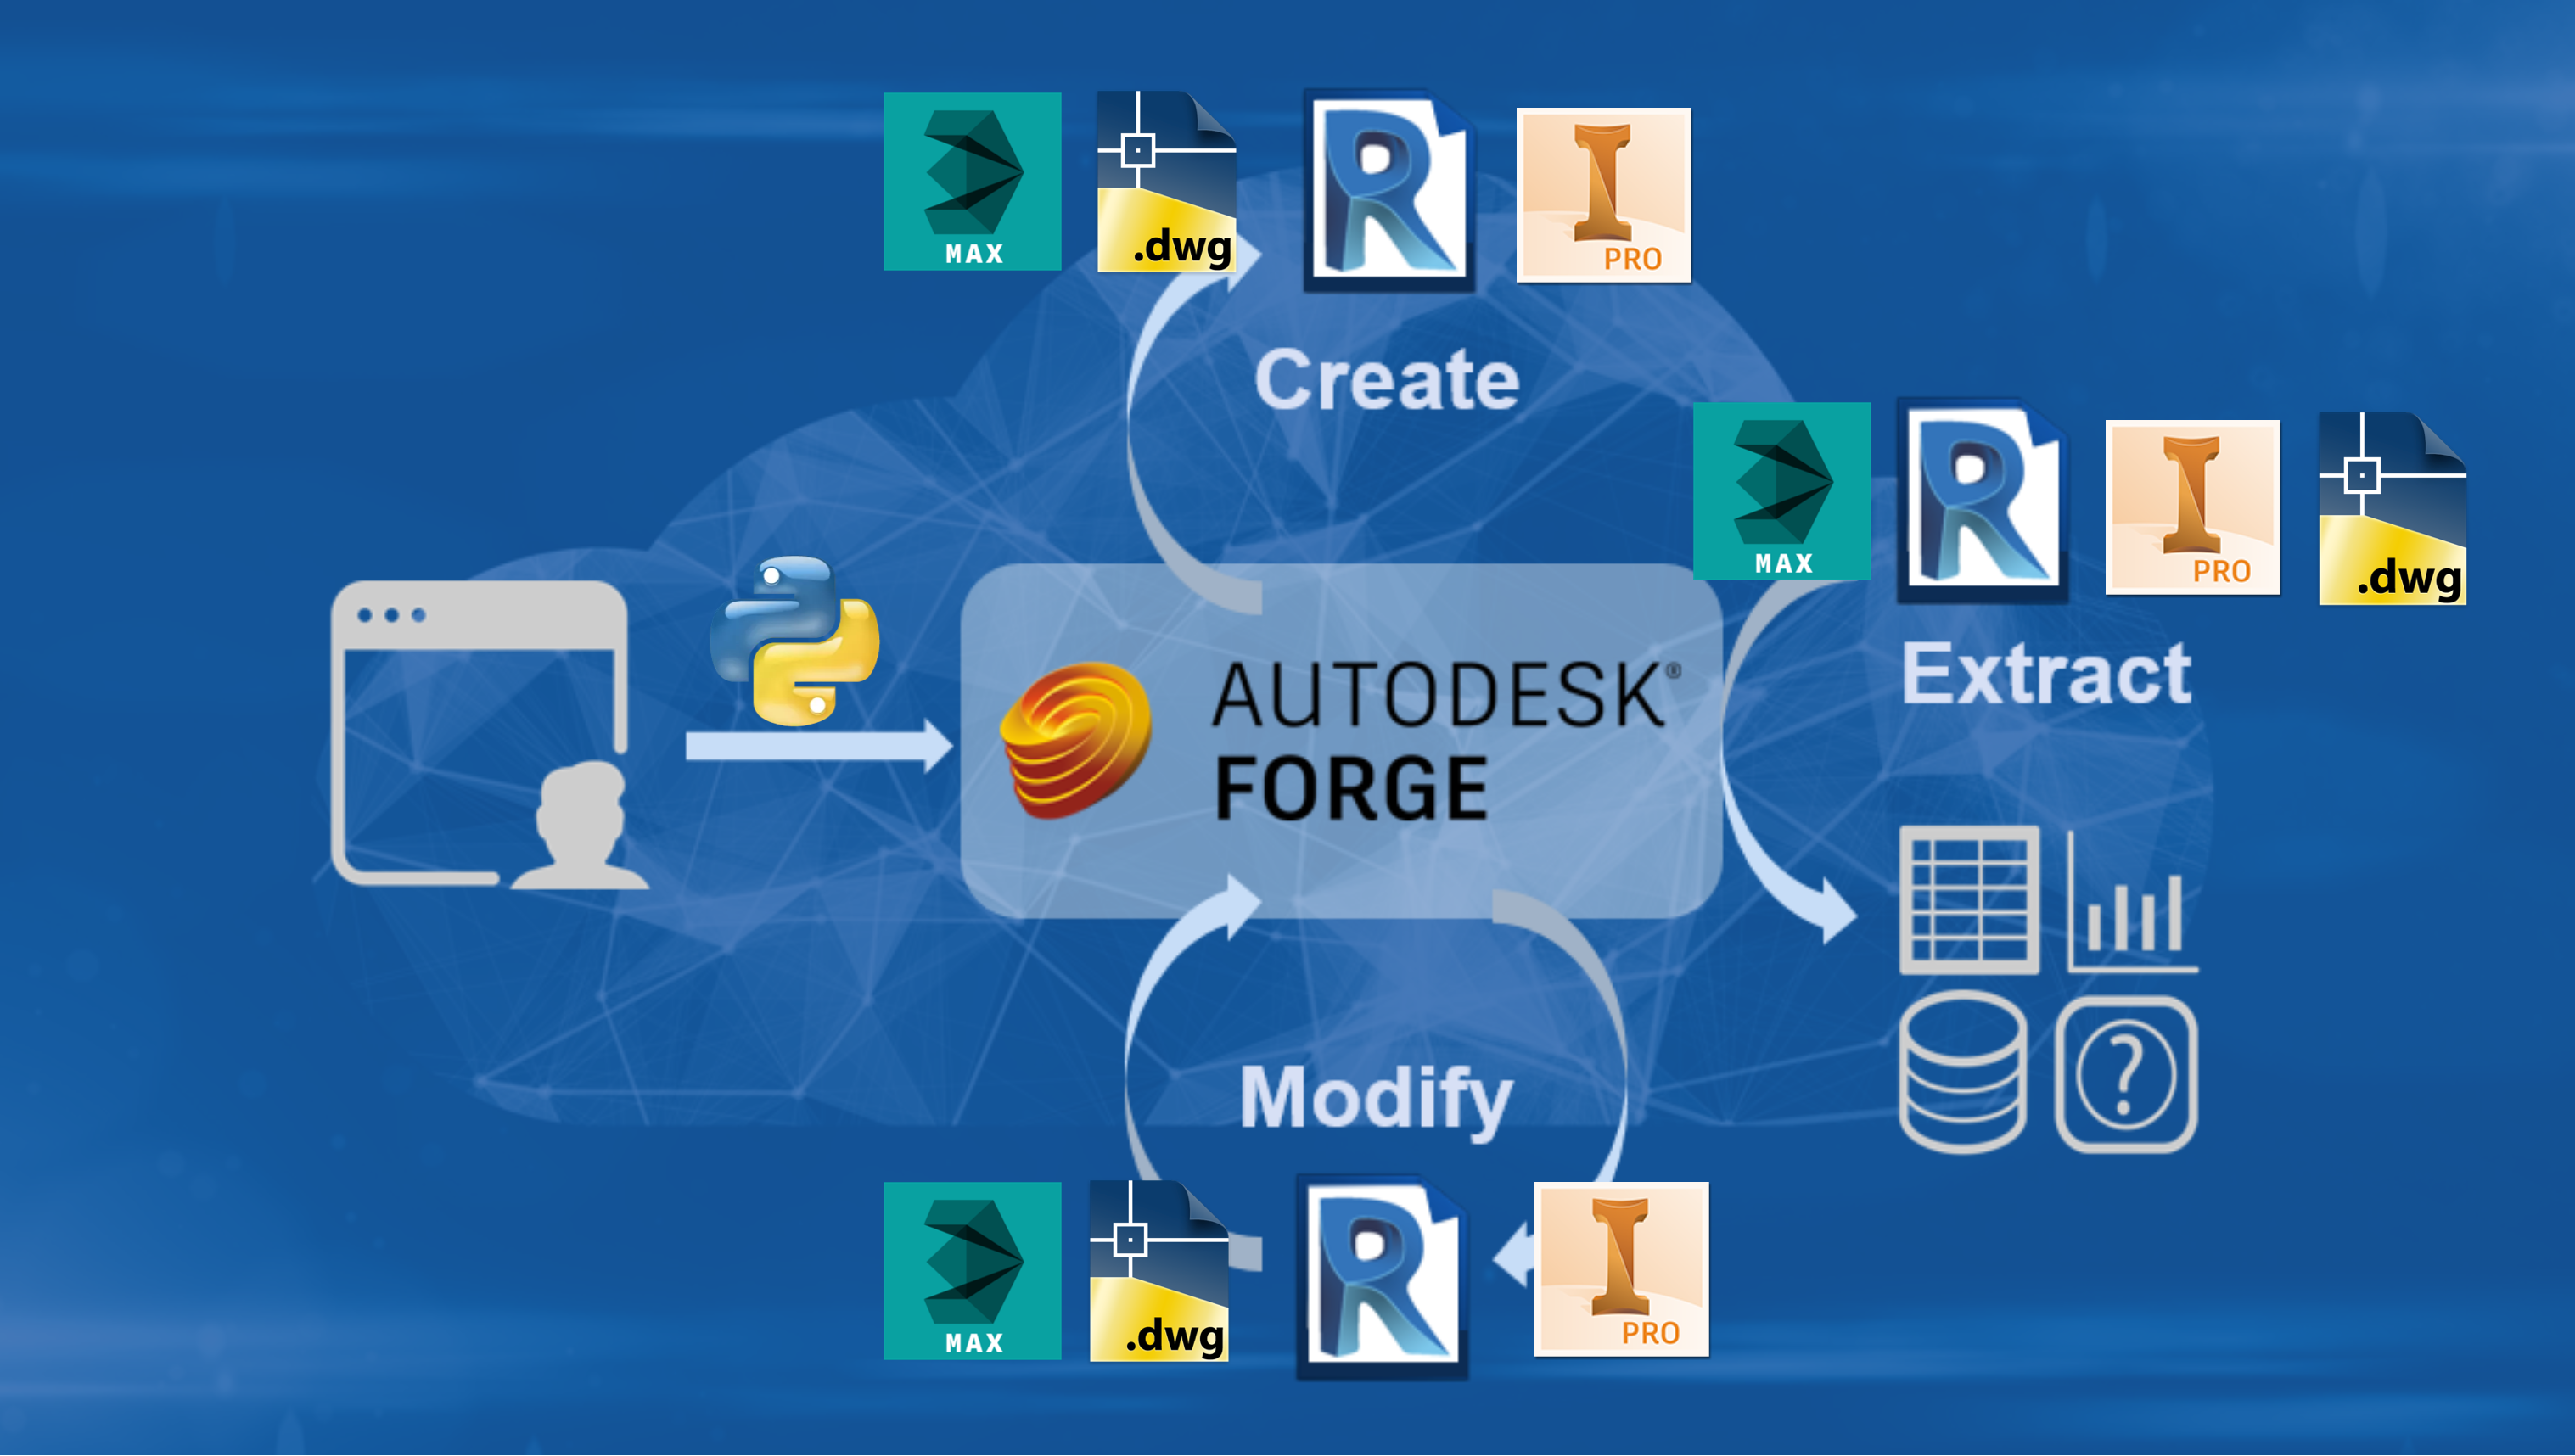 MAX
.dwg
R
I
PRO
Create
MAX
R
I
PRO
.dwg
Extract
AUTODESK®
FORGE
?
Modify
MAX
.dwg
R
I
PRO